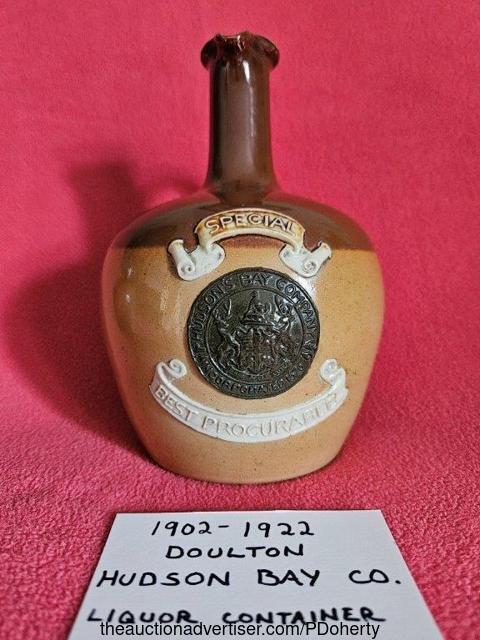 SPECIAL
HUDSON'S BAY COMPANY
INCORPORATED 1670
BEST PROCURABLE
1902-1922
DOULTON
HUDSON BAY CO.
LIQUOR CONTAINER
theauctionadvertiser.com/PDoherty